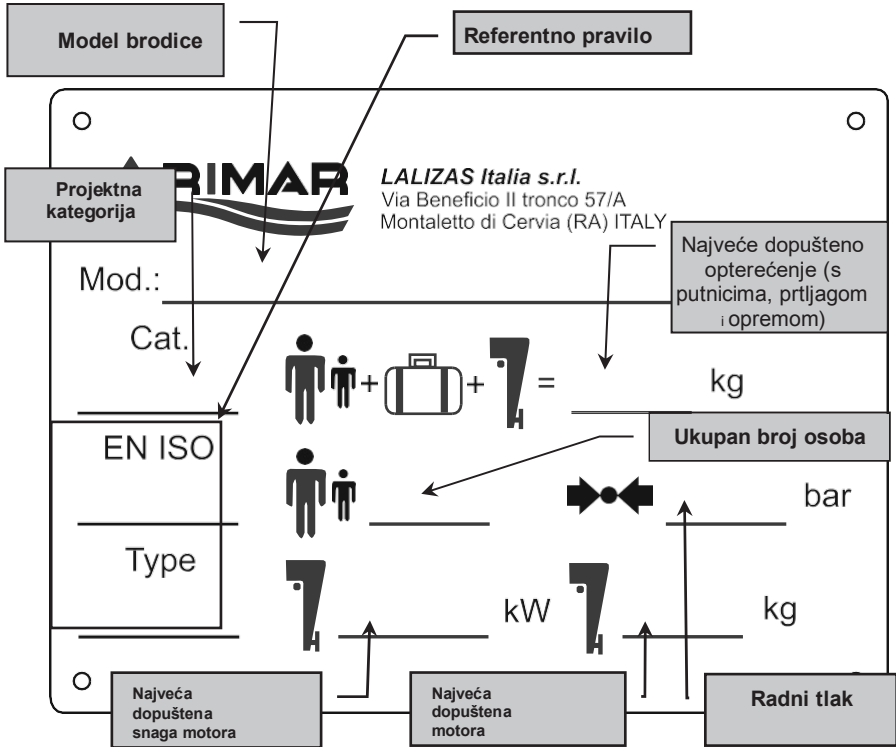 Model brodice
Referentno pravilo
RIMAR
LALIZAS Italia s.r.l.
Via Beneficio II tronco 57/A
Montaletto di Cervia (RA) ITALY
Projektna
kategorija
Najveće dopušteno
opterećenje (s
putnicima, prtljagom
i opremom)
Mod.:
Cat.
+ + = kg
EN ISO
Ukupan broj osoba
bar
Type
kW
kg
Najveća
dopuštena
snaga motora
Najveća
dopuštena
motora
Radni tlak